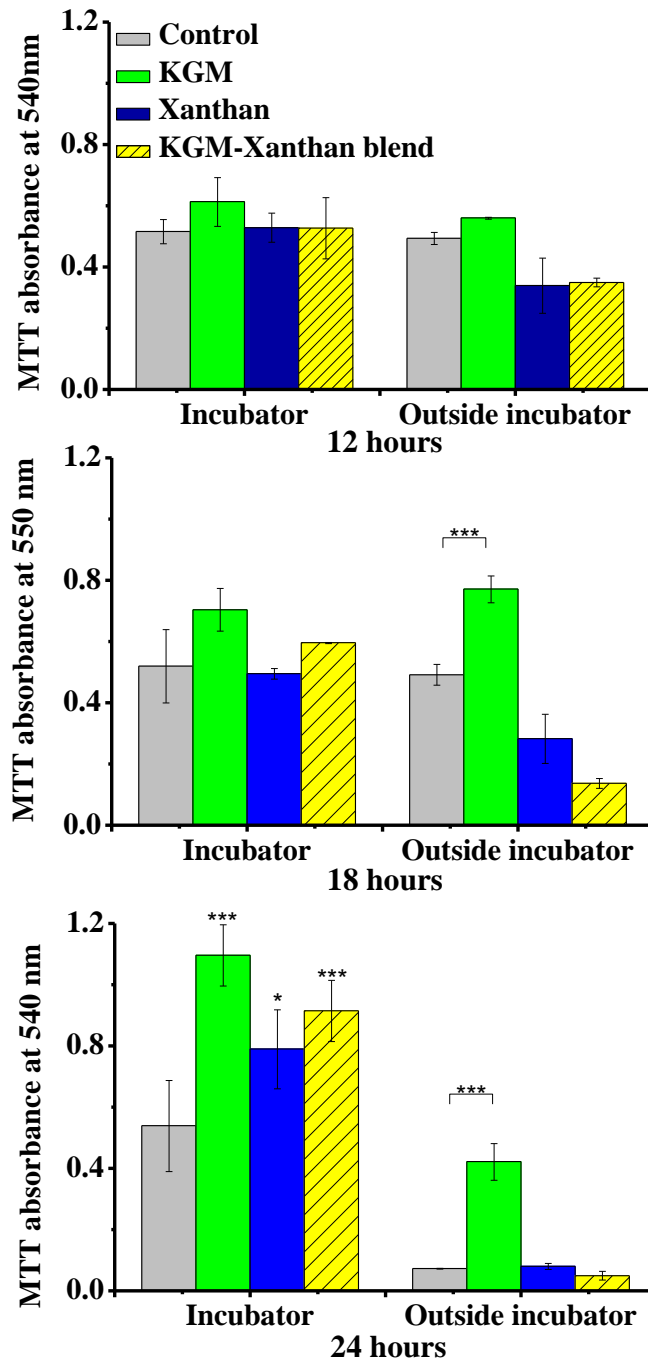 MTT absorbance at 540nm
1.2
0.8
0.4
0.0
Control
KGM
Xanthan
KGM-Xanthan blend
Incubator
Outside incubator
12 hours
MTT absorbance at 550 nm
1.2
0.8
0.4
0.0
***
Incubator
Outside incubator
18 hours
MTT absorbance at 540 nm
1.2
0.8
0.4
0.0
***
*
***
***
Incubator
Outside incubator
24 hours